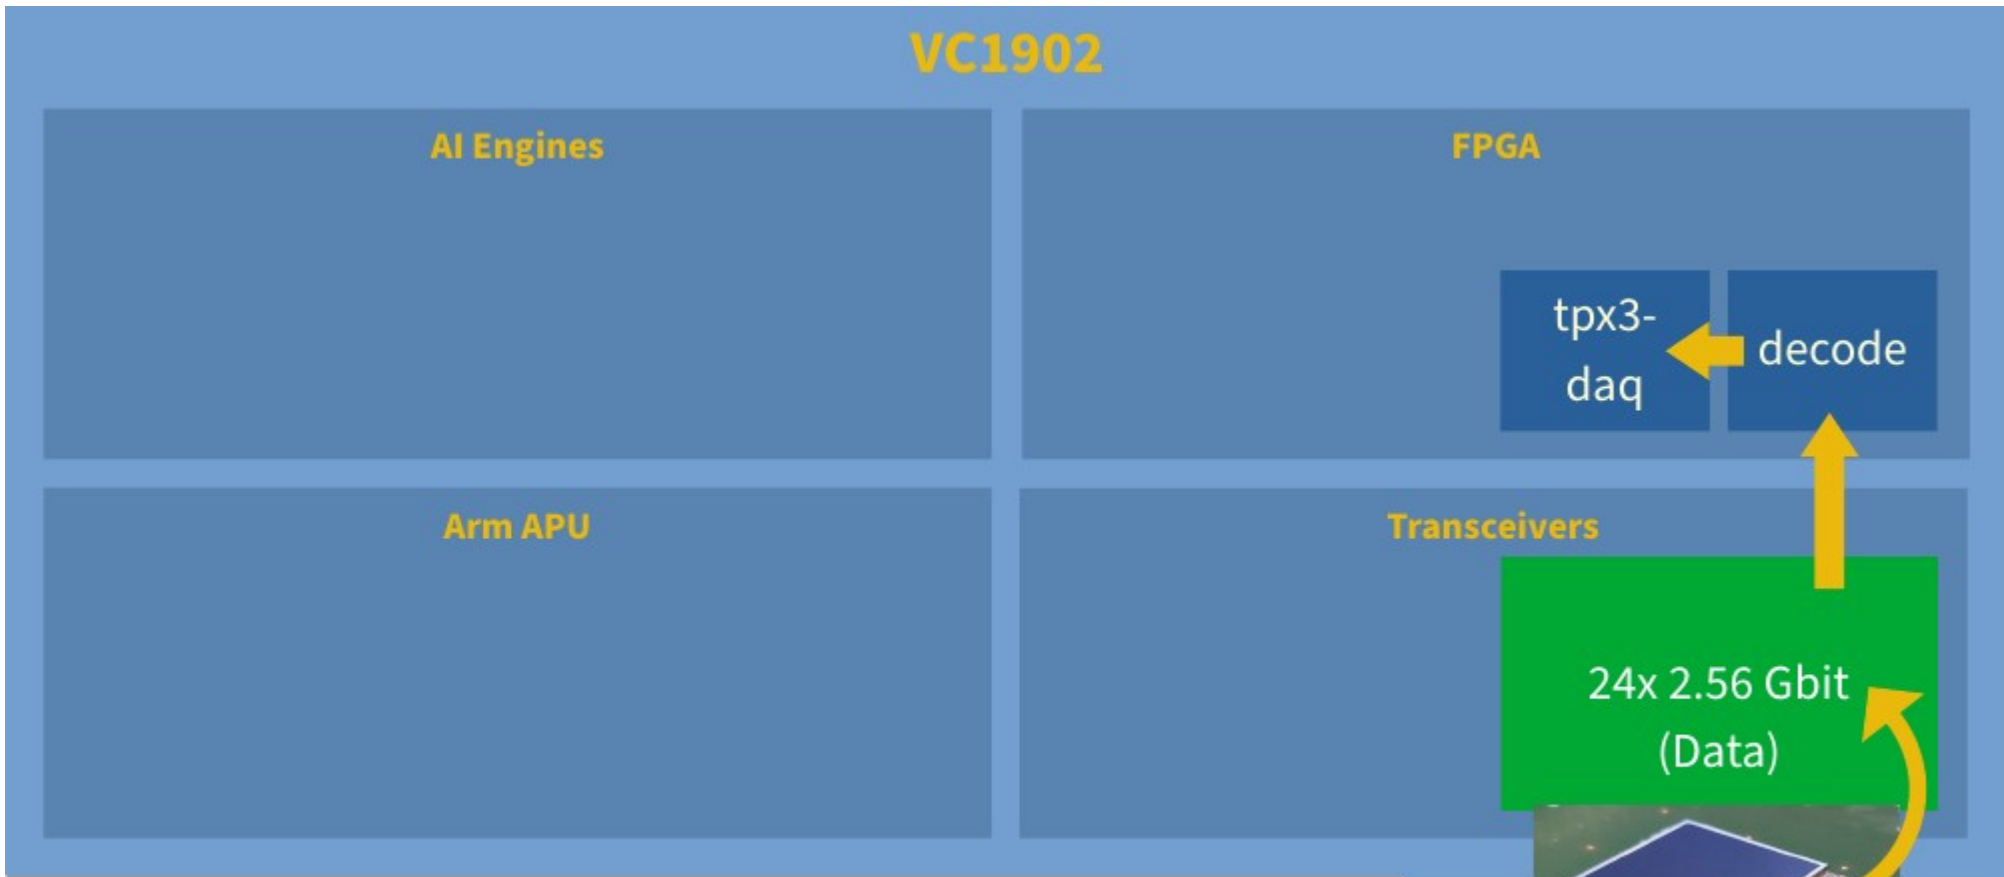 VC1902
AI Engines
FPGA
tpx3-
daq
decode
Arm APU
Transceivers
24x 2.56 Gbit
(Data)